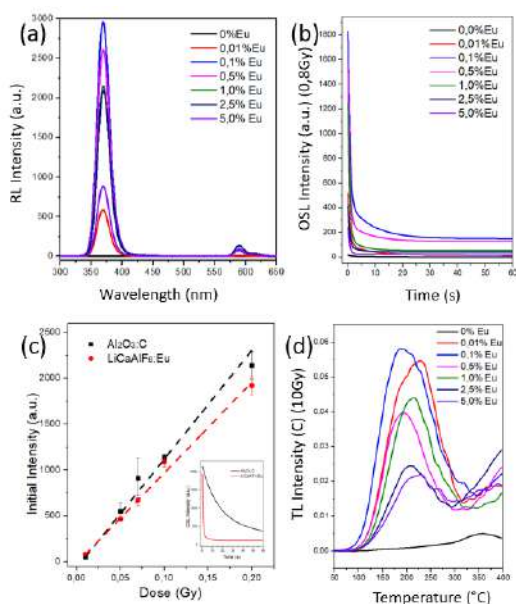 (a)
0%Eu
0,01%Eu
0,1% Eu
0,5% Eu
1,0% Eu
2,5% Eu
5,0% Eu
RL Intensity (a.u.)
3000
2500
2000
1500
1000
500
0
300 350 400 450 500 550 600 650
Wavelength (nm)
(b)
0,0%Eu
0,01%Eu
0,1%Eu
0,5%Eu
1,0%Eu
2,5%Eu
5,0%Eu
OSL Intensity (a.u.) (0,8Gy)
1800
1600
1400
1200
1000
800
600
400
200
0
0 10 20 30 40 50 60
Time (s)
(c)
Al₂O₃:C
LiCaAlF₆:Eu
Initial Intensity (a.u.)
2000
1500
1000
500
0
0,00 0,05 0,10 0,15 0,20
Dose (Gy)
(d)
0% Eu
0,01% Eu
0,1% Eu
0,5% Eu
1,0% Eu
2,5% Eu
5,0% Eu
TL Intensity (C) (10Gy)
0.06
0.05
0.04
0.03
0.02
0.01
0.00
50 100 150 200 250 300 350 400
Temperature (°C)